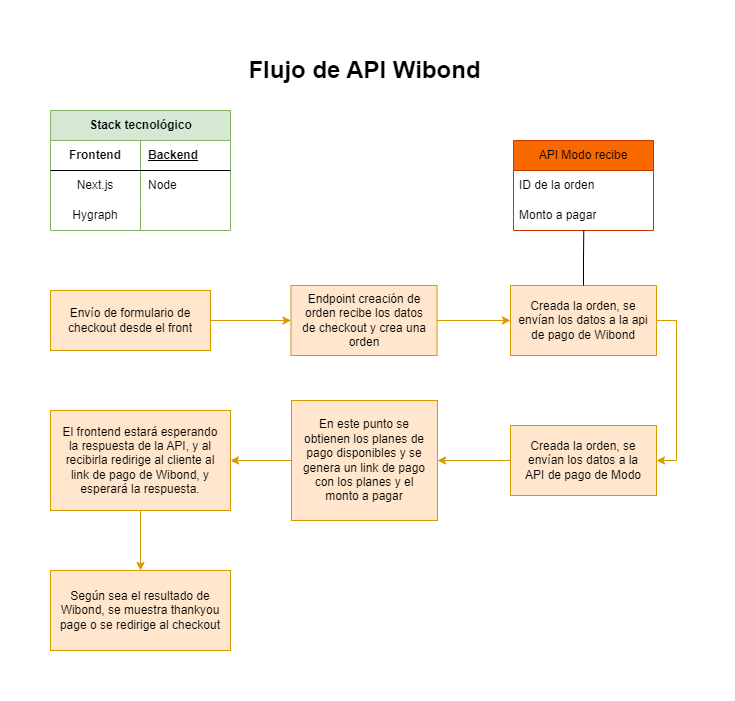 Flujo de API Wibond
Stack tecnológico
Frontend Backend
Next.js Node
Hygraph
API Modo recibe
ID de la orden
Monto a pagar
Envío de formulario de
checkout desde el front
Endpoint creación de
orden recibe los datos
de checkout y crea una
orden
Creada la orden, se
envían los datos a la api
de pago de Wibond
Creada la orden, se
envían los datos a la
API de pago de Modo
En este punto se
obtienen los planes de
pago disponibles y se
genera un link de pago
con los planes y el
monto a pagar
El frontend estará esperando
la respuesta de la API, y al
recibirla redirige al cliente al
link de pago de Wibond, y
esperará la respuesta.
Según sea el resultado de
Wibond, se muestra thankyou
page o se redirige al checkout